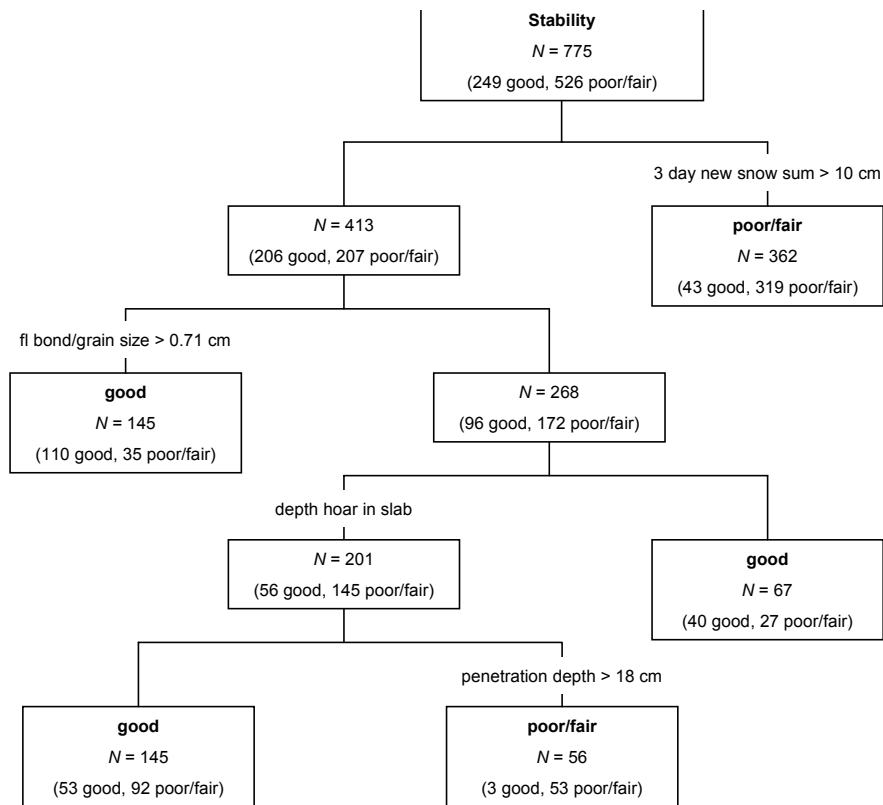 Stability
N = 775
(249 good, 526 poor/fair)
3 day new snow sum > 10 cm
N = 413
(206 good, 207 poor/fair)
poor/fair
N = 362
(43 good, 319 poor/fair)
fl bond/grain size > 0.71 cm
good
N = 145
(110 good, 35 poor/fair)
N = 268
(96 good, 172 poor/fair)
depth hoar in slab
N = 201
(56 good, 145 poor/fair)
good
N = 67
(40 good, 27 poor/fair)
penetration depth > 18 cm
good
N = 145
(53 good, 92 poor/fair)
poor/fair
N = 56
(3 good, 53 poor/fair)